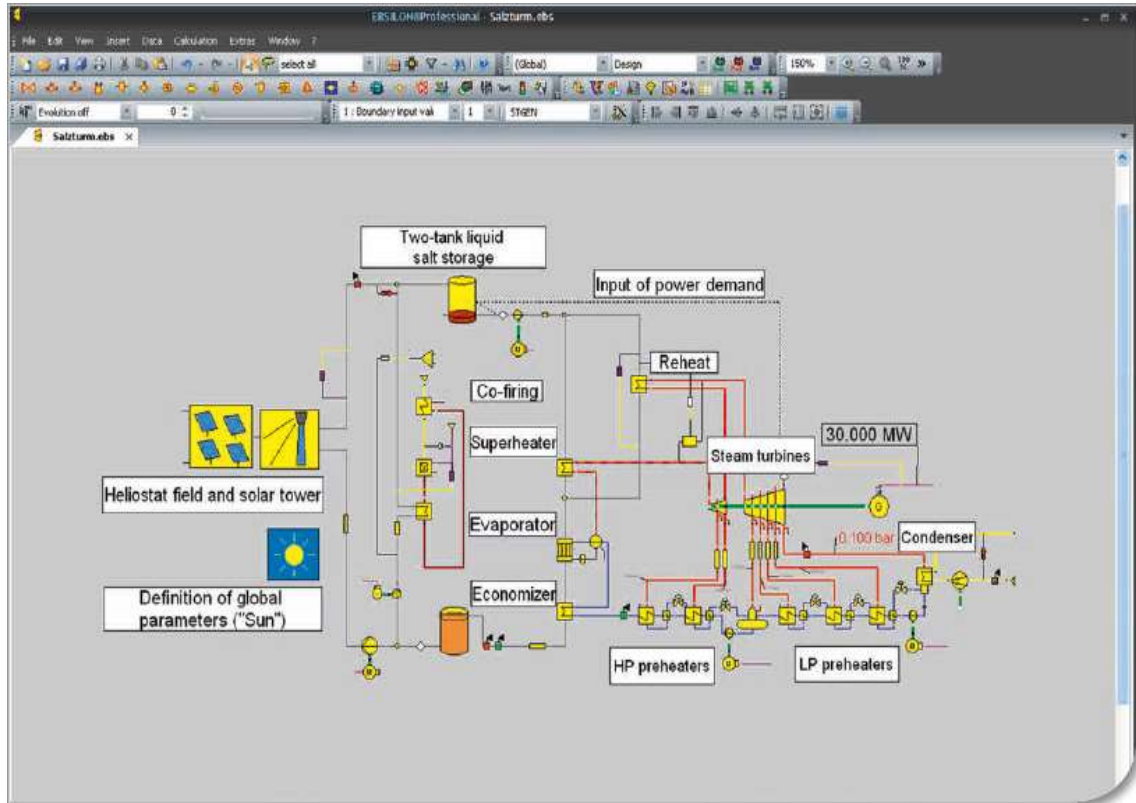 EBSILON®Professional - Salzturm.ebs
File Edit View Insert Data Calculation Extras Window ?
select all
(Global)
Design
150%
Evolution off
0
1 : Boundary input val
1
STGEN
Salzturm.ebs
Two-tank liquid
salt storage
Input of power demand
Reheat
Co-firing
30.000 MW
Superheater
Steam turbines
Heliostat field and solar tower
Evaporator
0.100 bar
Condenser
Economizer
Definition of global
parameters ("Sun")
HP preheaters
LP preheaters